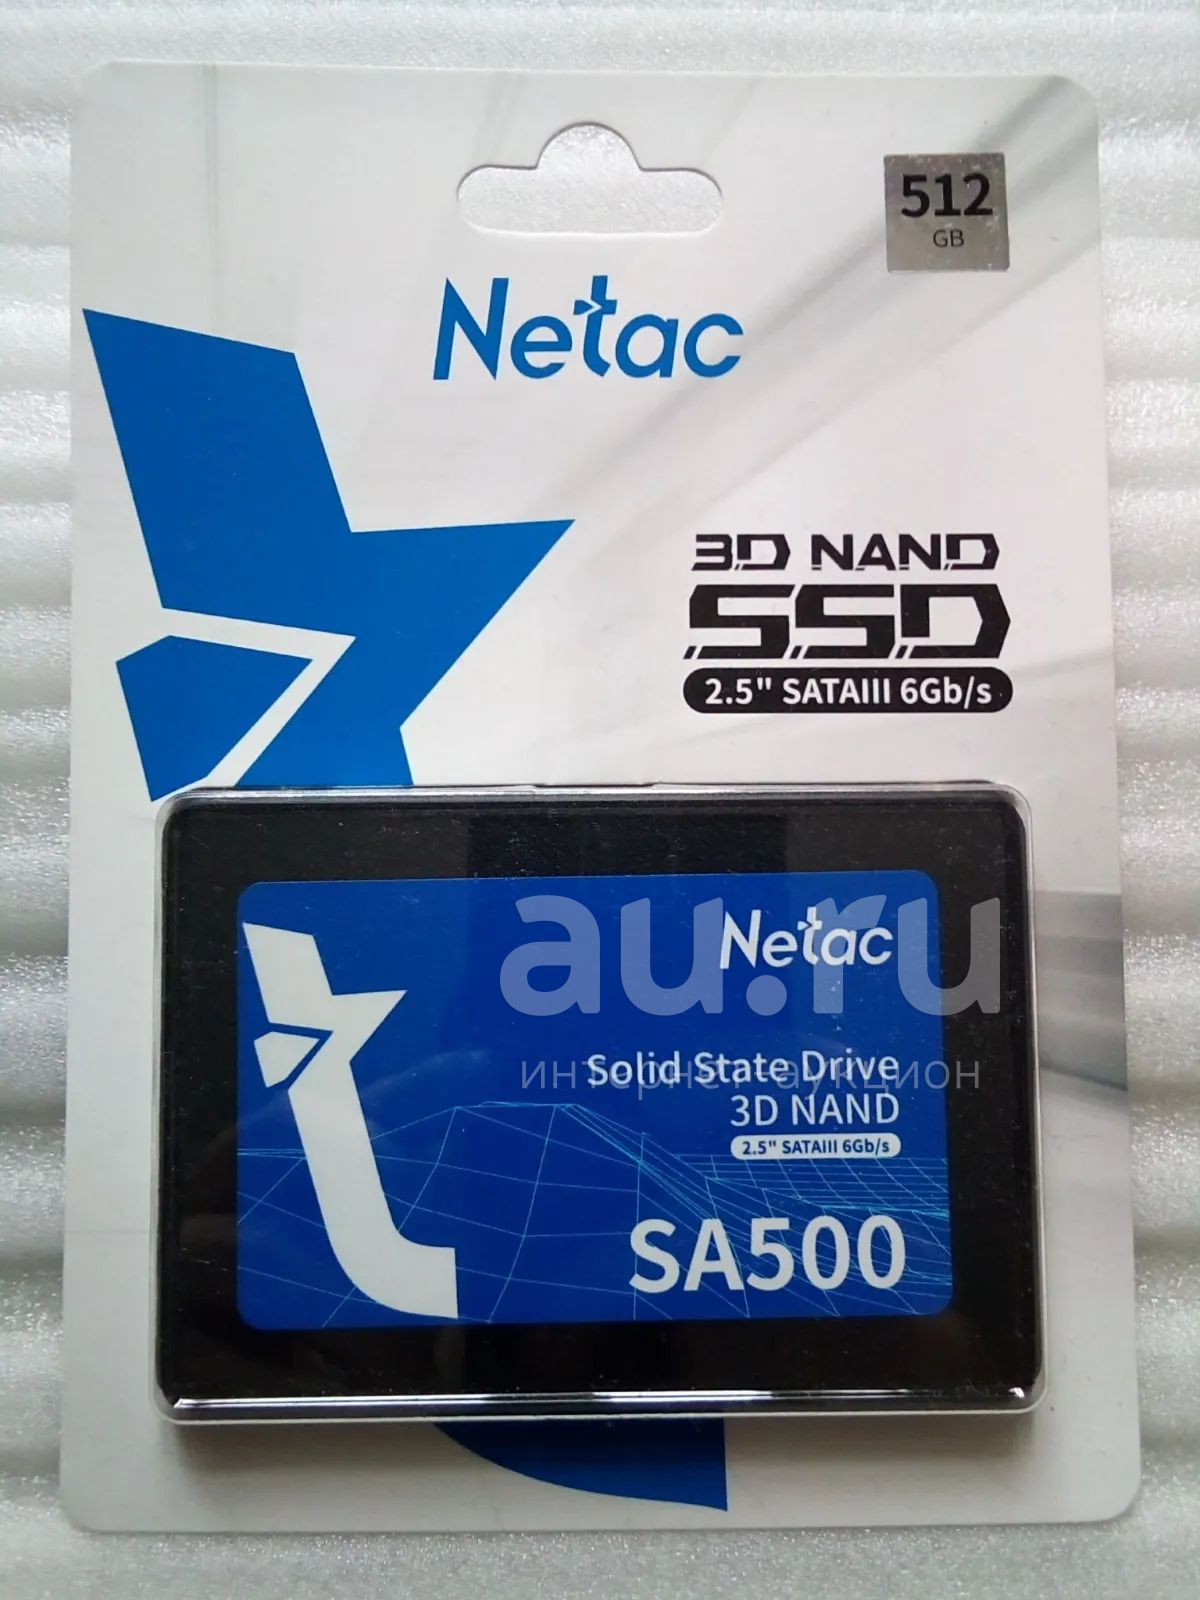 512
GB
Netac
3D NAND
SSD
2.5" SATAIII 6Gb/s
Netac
au.ru
Solid State Drive
интернет-аукцион
3D NAND
2.5" SATAIII 6Gb/s
SA500